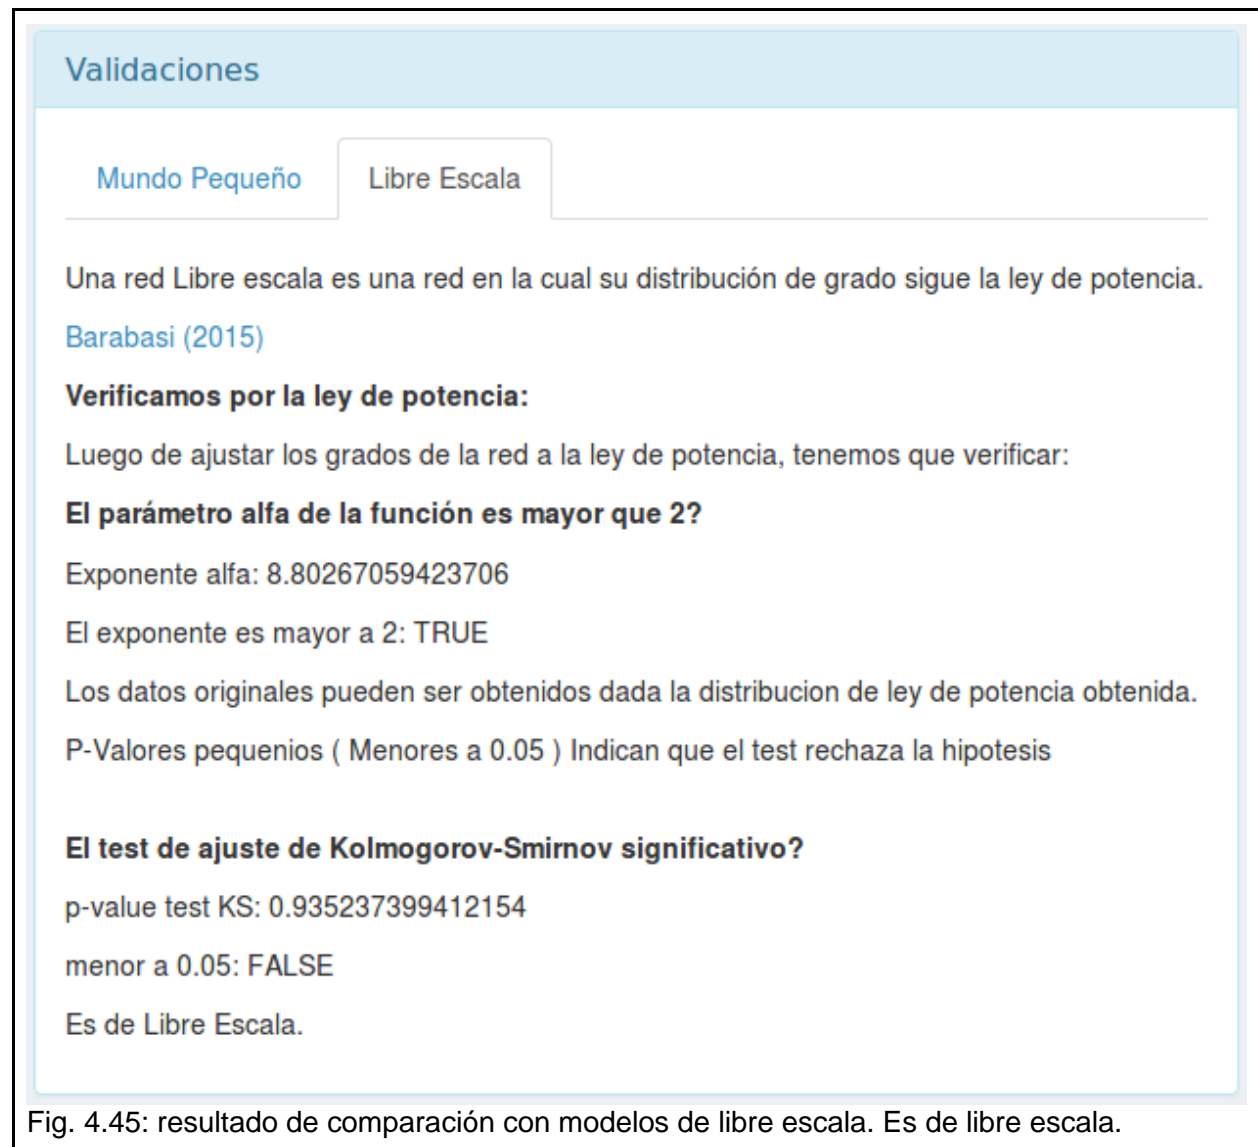 Validaciones
Mundo Pequeño
Libre Escala
Una red Libre escala es una red en la cual su distribución de grado sigue la ley de potencia.
Barabasi (2015)
Verificamos por la ley de potencia:
Luego de ajustar los grados de la red a la ley de potencia, tenemos que verificar:
El parámetro alfa de la función es mayor que 2?
Exponente alfa: 8.80267059423706
El exponente es mayor a 2: TRUE
Los datos originales pueden ser obtenidos dada la distribucion de ley de potencia obtenida.
P-Valores pequenios ( Menores a 0.05 ) Indican que el test rechaza la hipotesis
El test de ajuste de Kolmogorov-Smirnov significativo?
p-value test KS: 0.935237399412154
menor a 0.05: FALSE
Es de Libre Escala.
Fig. 4.45: resultado de comparación con modelos de libre escala. Es de libre escala.